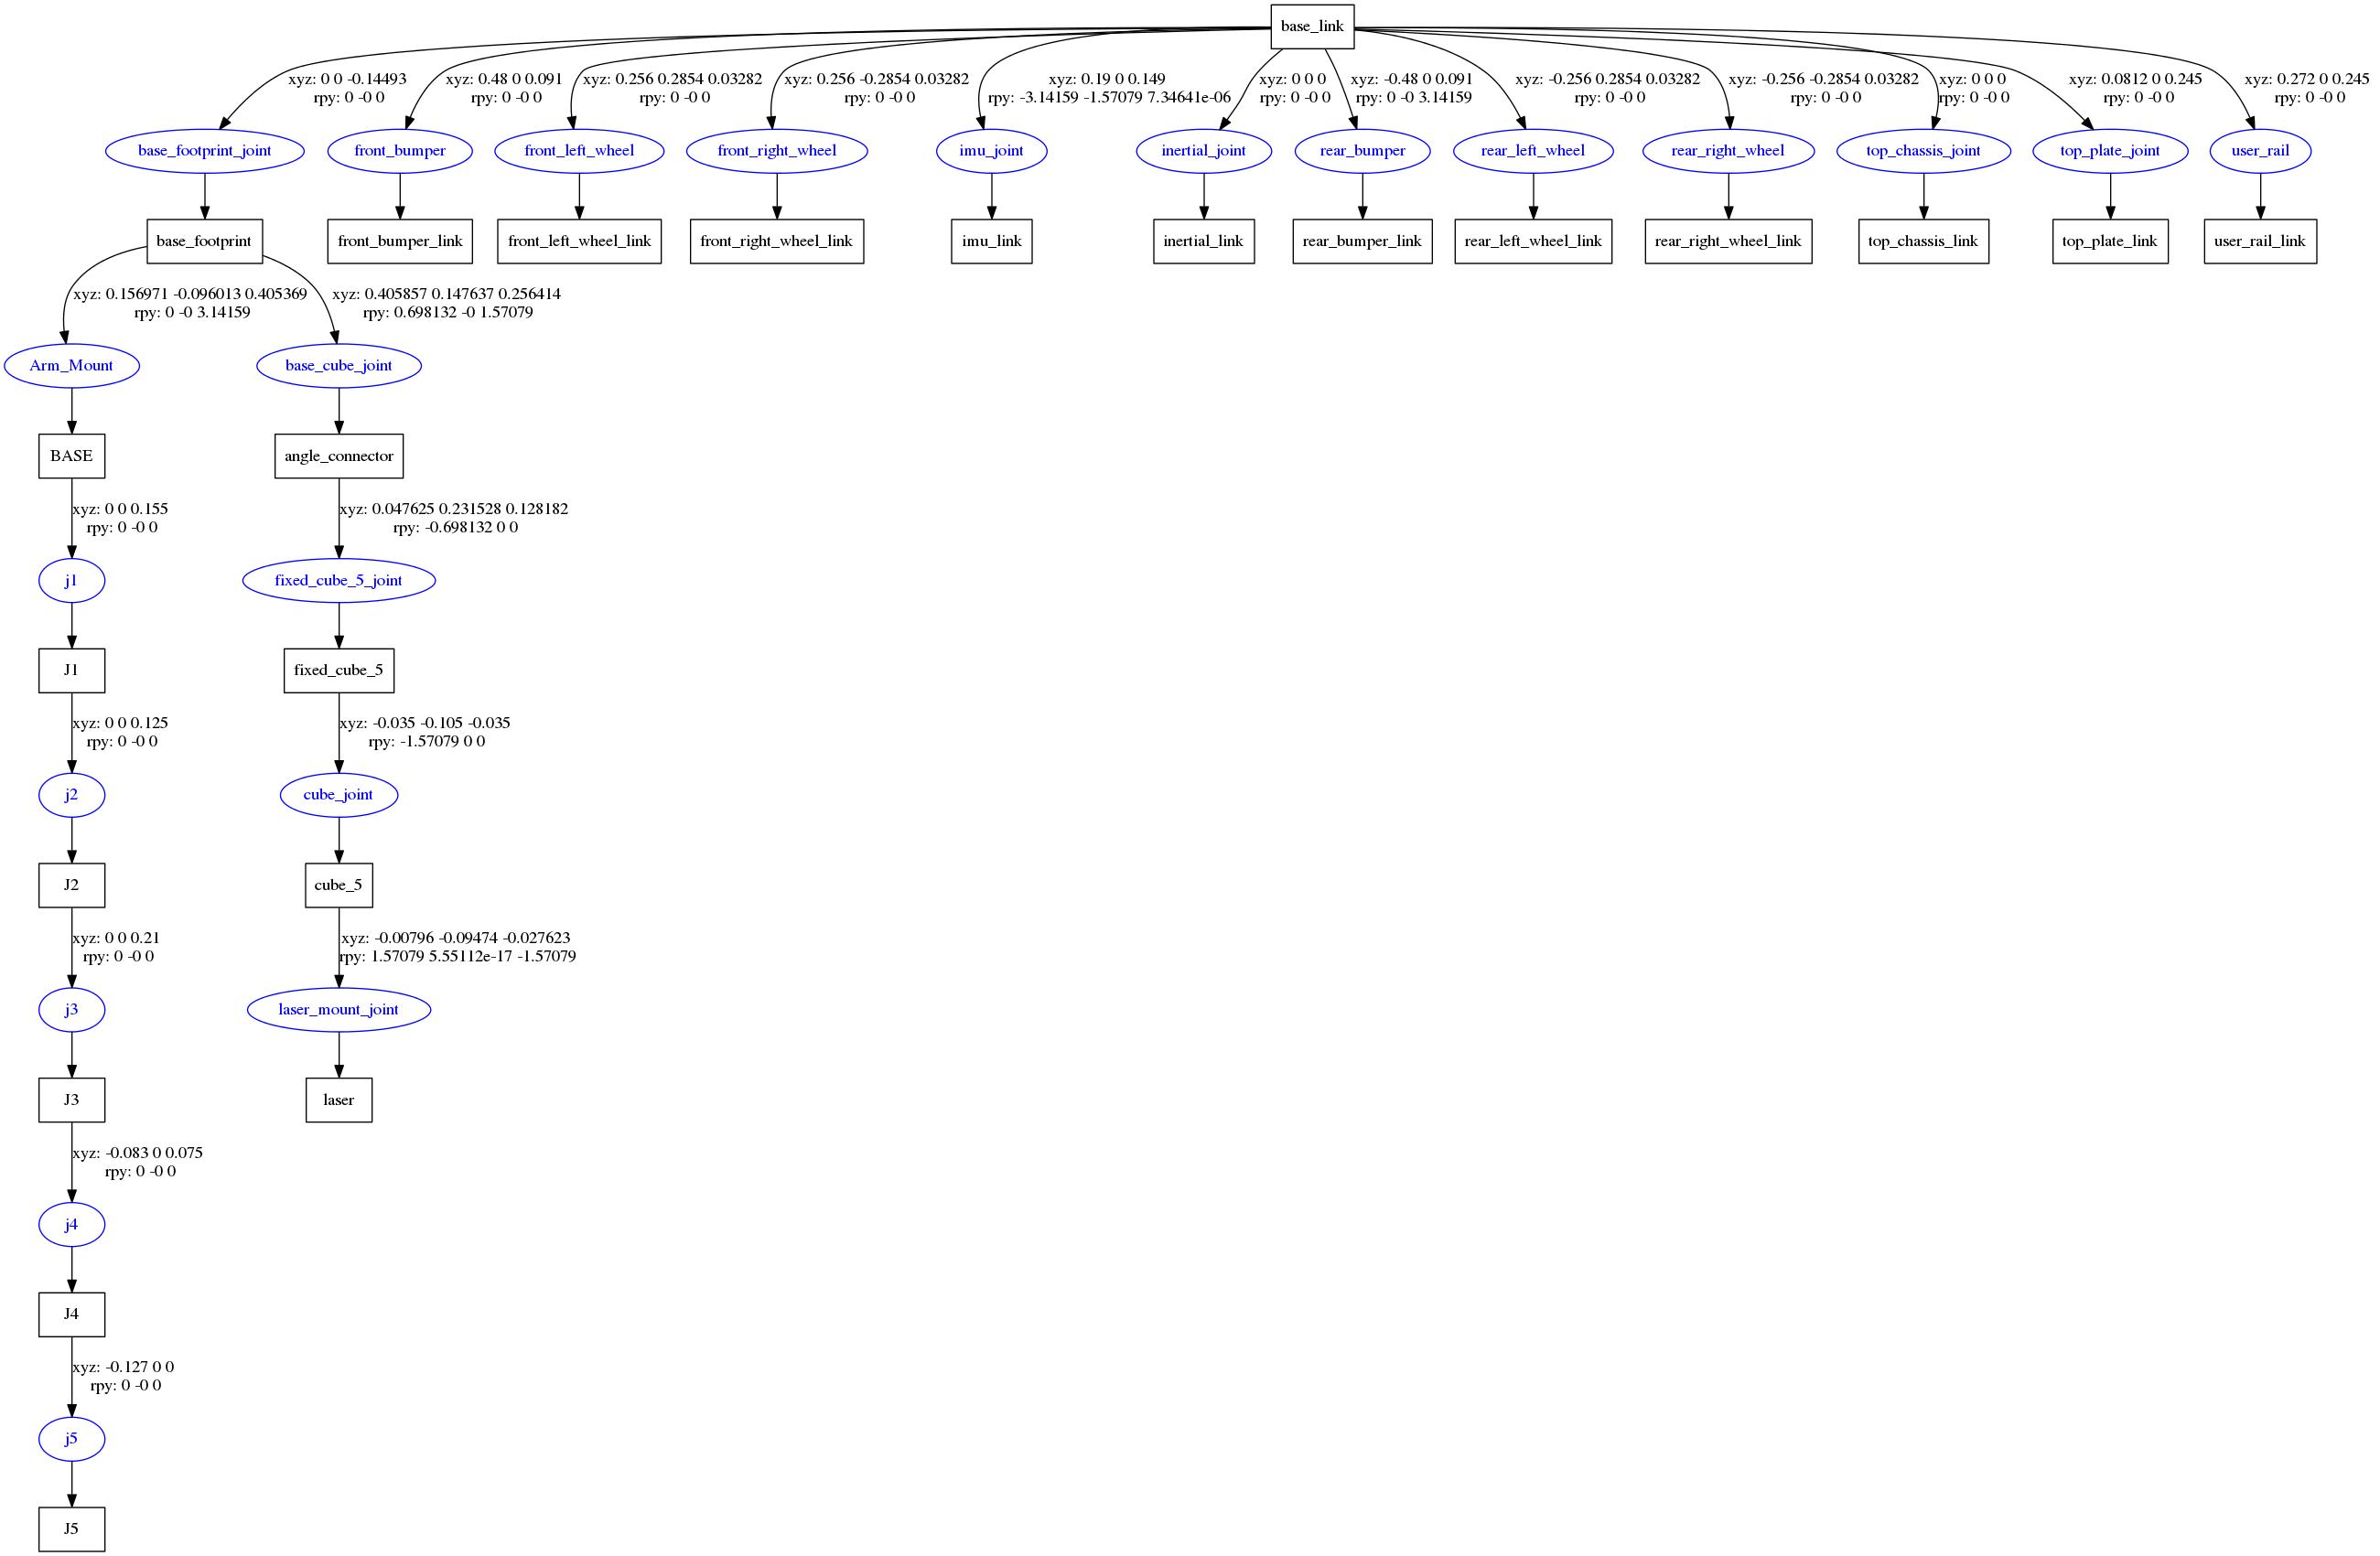 base_link
xyz: 0 0 -0.14493
rpy: 0 -0 0
xyz: 0.48 0 0.091
rpy: 0 -0 0
xyz: 0.256 0.2854 0.03282
rpy: 0 -0 0
xyz: 0.256 -0.2854 0.03282
rpy: 0 -0 0
xyz: 0.19 0 0.149
rpy: -3.14159 -1.57079 7.34641e-06
xyz: 0 0 0
rpy: 0 -0 0
xyz: -0.48 0 0.091
rpy: 0 -0 3.14159
xyz: -0.256 0.2854 0.03282
rpy: 0 -0 0
xyz: -0.256 -0.2854 0.03282
rpy: 0 -0 0
xyz: 0 0 0
rpy: 0 -0 0
xyz: 0.0812 0 0.245
rpy: 0 -0 0
xyz: 0.272 0 0.245
rpy: 0 -0 0
base_footprint_joint
front_bumper
front_left_wheel
front_right_wheel
imu_joint
inertial_joint
rear_bumper
rear_left_wheel
rear_right_wheel
top_chassis_joint
top_plate_joint
user_rail
base_footprint
front_bumper_link
front_left_wheel_link
front_right_wheel_link
imu_link
inertial_link
rear_bumper_link
rear_left_wheel_link
rear_right_wheel_link
top_chassis_link
top_plate_link
user_rail_link
xyz: 0.156971 -0.096013 0.405369
rpy: 0 -0 3.14159
xyz: 0.405857 0.147637 0.256414
rpy: 0.698132 -0 1.57079
Arm_Mount
base_cube_joint
BASE
angle_connector
xyz: 0 0 0.155
rpy: 0 -0 0
xyz: 0.047625 0.231528 0.128182
rpy: -0.698132 0 0
j1
fixed_cube_5_joint
J1
fixed_cube_5
xyz: 0 0 0.125
rpy: 0 -0 0
xyz: -0.035 -0.105 -0.035
rpy: -1.57079 0 0
j2
cube_joint
J2
cube_5
xyz: 0 0 0.21
rpy: 0 -0 0
xyz: -0.00796 -0.09474 -0.027623
rpy: 1.57079 5.55112e-17 -1.57079
j3
laser_mount_joint
J3
laser
xyz: -0.083 0 0.075
rpy: 0 -0 0
j4
J4
xyz: -0.127 0 0
rpy: 0 -0 0
j5
J5